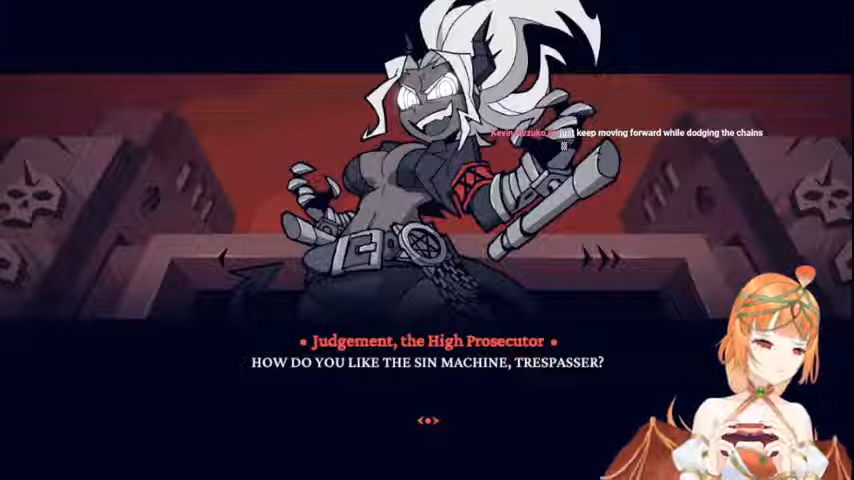 just keep moving forward while dodging the chains
• Judgement, the High Prosecutor •
HOW DO YOU LIKE THE SIN MACHINE, TRESPASSER?